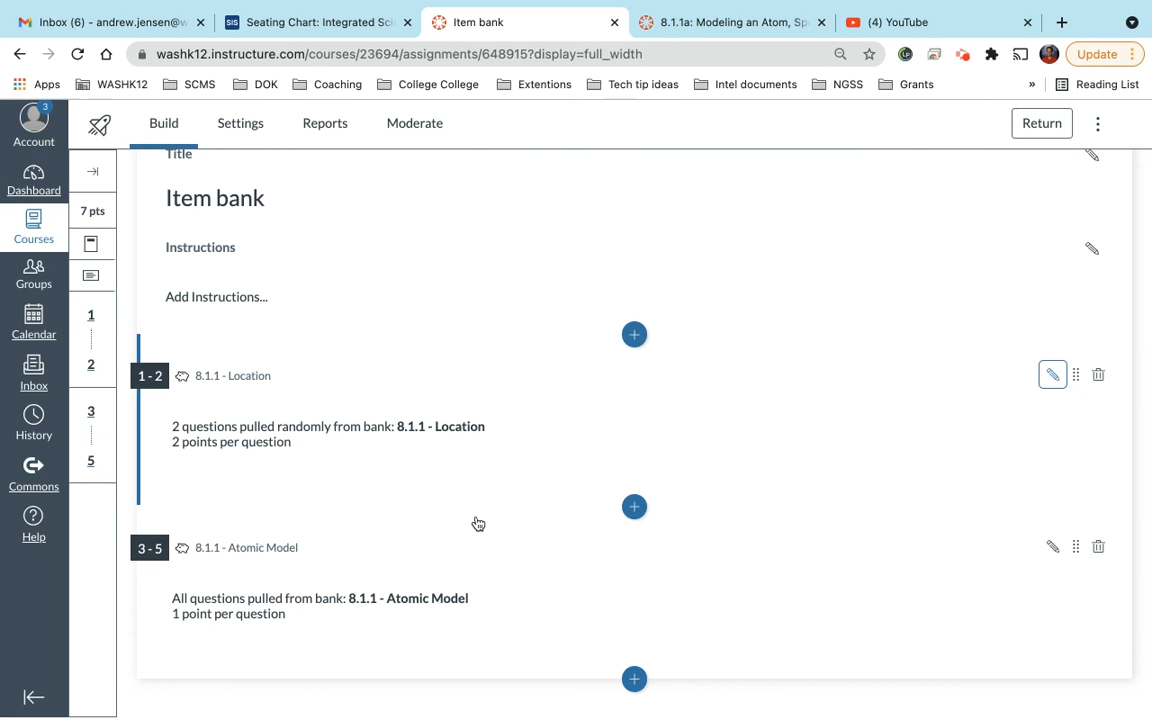 Inbox (6) - andrew.jensen@w
Seating Chart: Integrated Sci
Item bank
8.1.1a: Modeling an Atom, Sp
(4) YouTube
washk12.instructure.com/courses/23694/assignments/648915?display=full_width
Update
Apps
WASHK12
SCMS
DOK
Coaching
College College
Extentions
Tech tip ideas
Intel documents
NGSS
Grants
»
Reading List
3
Account
Dashboard
Courses
Groups
Calendar
Inbox
History
Commons
Help
Build
Settings
Reports
Moderate
Return
7 pts
1
2
3
5
Title
Item bank
Instructions
Add Instructions...
1 - 2
8.1.1 - Location
2 questions pulled randomly from bank: 8.1.1 - Location
2 points per question
3 - 5
8.1.1 - Atomic Model
All questions pulled from bank: 8.1.1 - Atomic Model
1 point per question